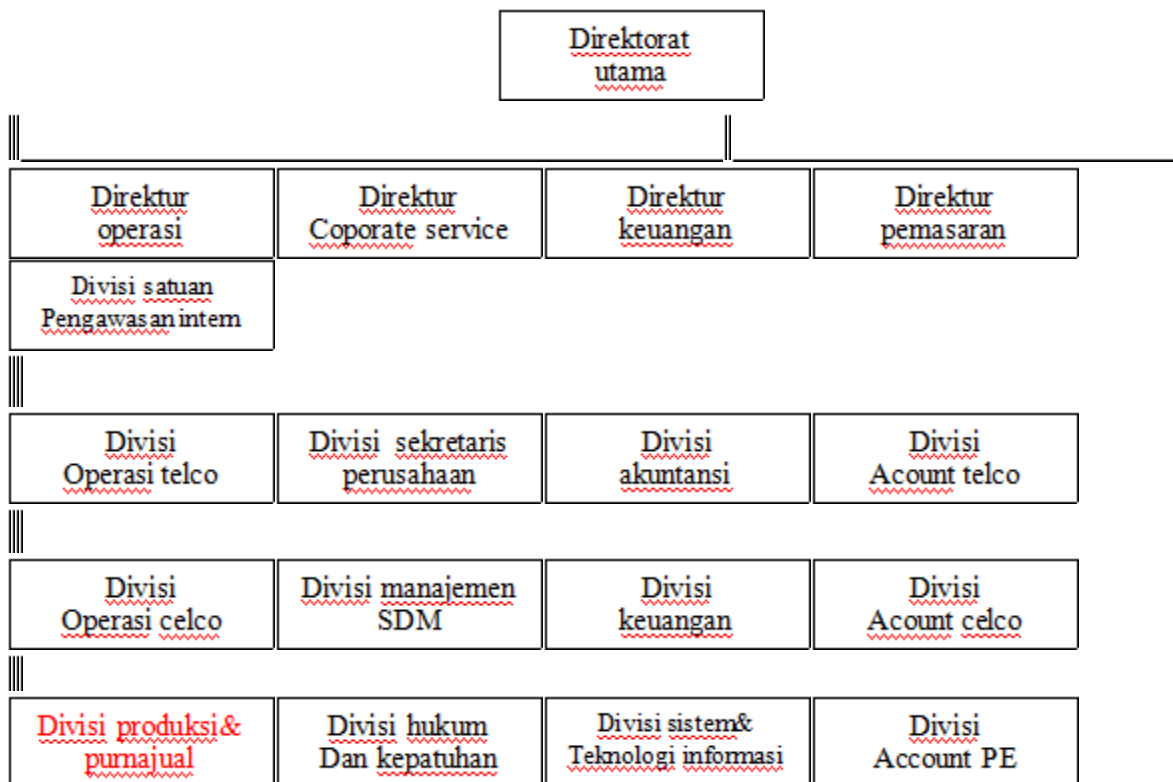 Direktorat
utama
Direktur
operasi
Direktur
Coporate service
Direktur
keuangan
Direktur
pemasaran
Divisi satuan
Pengawasan intern
Divisi
Operasi telco
Divisi sekretaris
perusahaan
Divisi
akuntansi
Divisi
Acount telco
Divisi
Operasi celco
Divisi manajemen
SDM
Divisi
keuangan
Divisi
Acount celco
Divisi produksi&
purnajual
Divisi hukum
Dan kepatuhan
Divisi sistem&
Teknologi informasi
Divisi
Account PE